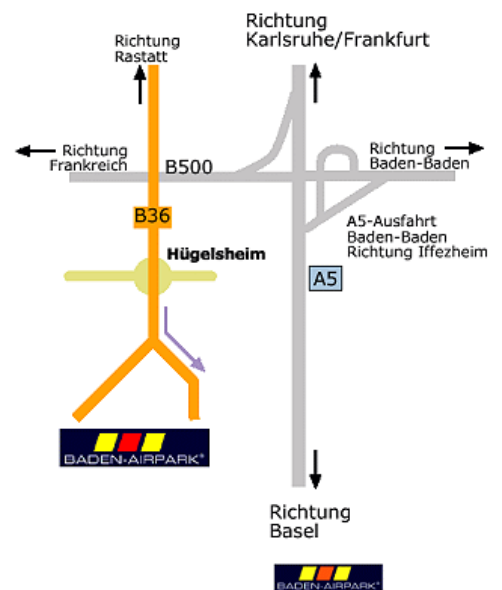 Richtung
Karlsruhe/Frankfurt
Richtung
Rastatt
Richtung
Frankreich
B500
Richtung
Baden-Baden
B36
A5-Ausfahrt
Baden-Baden
Richtung Iffezheim
Hügelsheim
A5
BADEN-AIRPARK®
Richtung
Basel
BADEN-AIRPARK®